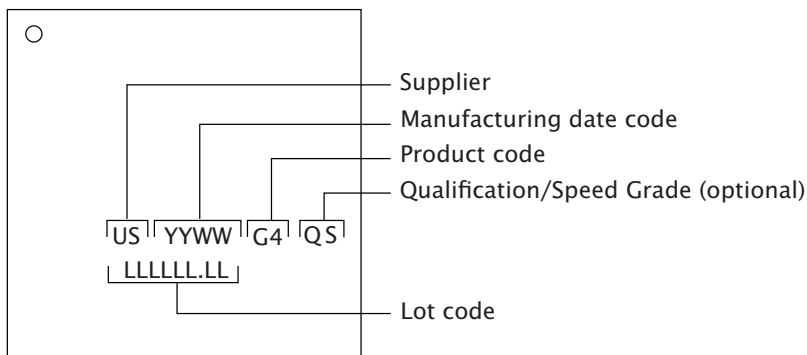 Supplier
Manufacturing date code
Product code
Qualification/Speed Grade (optional)
US YYWW G4 QS
LLLLLL.LL
Lot code